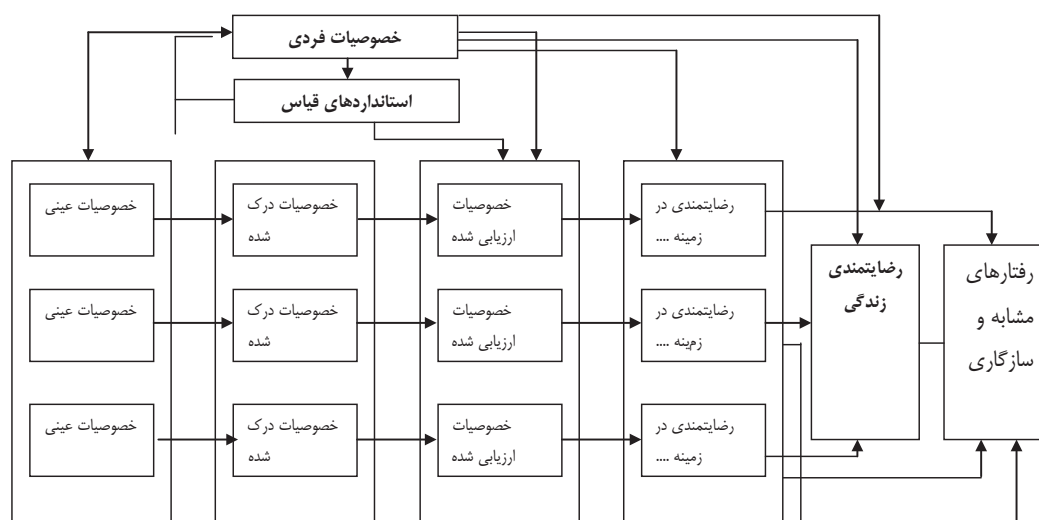 خصوصیات فردی
استانداردهای قیاس
خصوصیات عینی
خصوصیات درک
شده
خصوصیات
ارزیابی شده
رضایتمندی در
زمینه ....
خصوصیات عینی
خصوصیات درک
شده
خصوصیات
ارزیابی شده
رضایتمندی در
زمینه ....
خصوصیات عینی
خصوصیات درک
شده
خصوصیات
ارزیابی شده
رضایتمندی در
زمینه ....
رضایتمندی
زندگی
رفتارهای
مشابه و
سازگاری